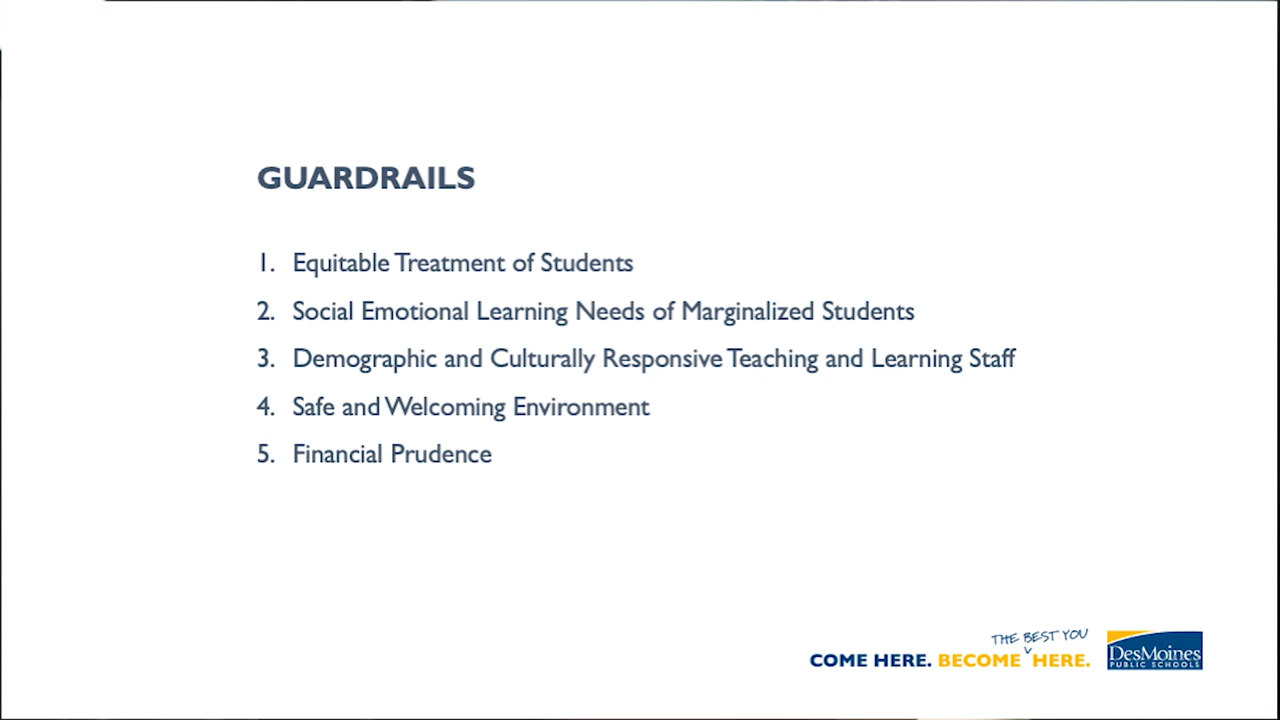 GUARDRAILS
1. Equitable Treatment of Students
2. Social Emotional Learning Needs of Marginalized Students
3. Demographic and Culturally Responsive Teaching and Learning Staff
4. Safe and Welcoming Environment
5. Financial Prudence
THE BEST YOU
COME HERE. BECOME HERE.
DesMoines
PUBLIC SCHOOLS